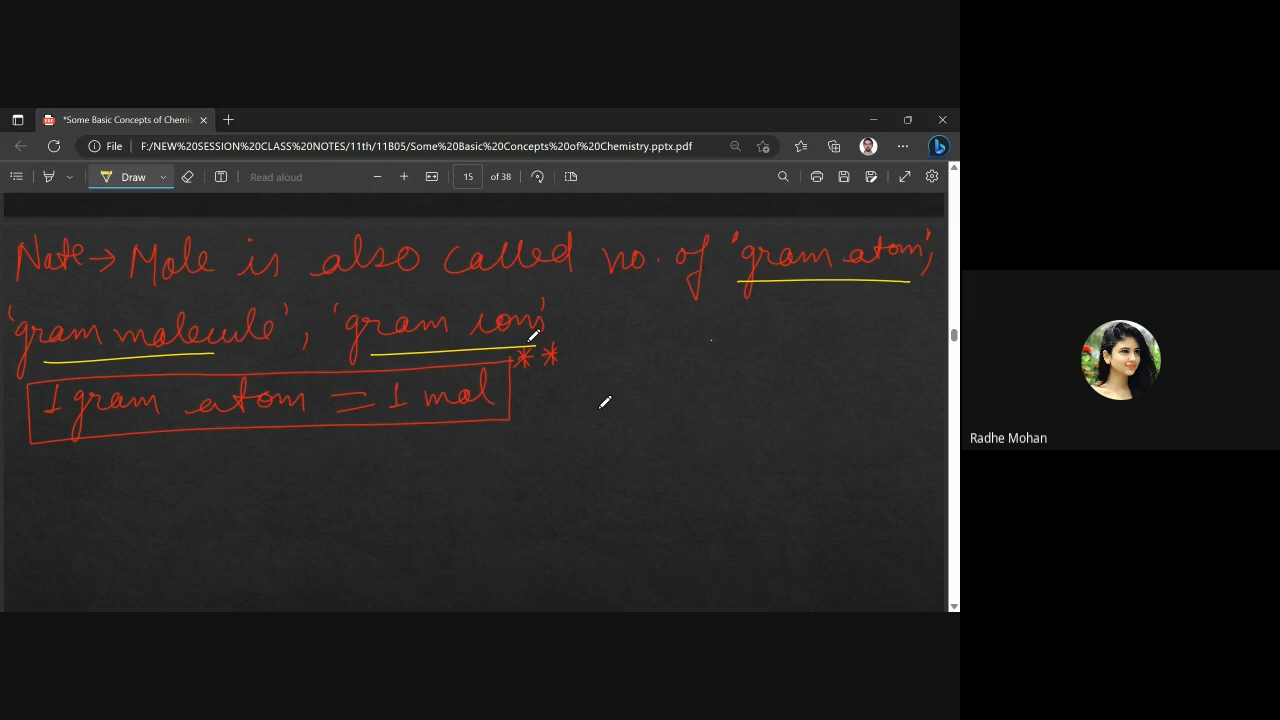 *Some Basic Concepts of Chemis
File F:/NEW%20SESSION%20CLASS%20NOTES/11th/11B05/Some%20Basic%20Concepts%20of%20Chemistry.pptx.pdf
Draw Read aloud 15 of 38
Note → Mole is also called no. of 'gram atom',
'gram molecule', 'gram ion'
1 gram atom = 1 mol **
Radhe Mohan